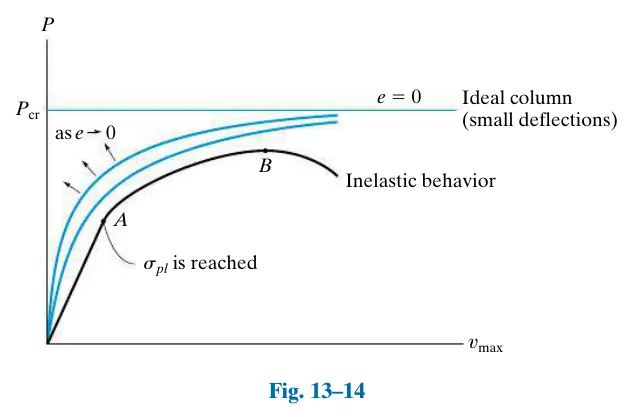 P
e = 0
Ideal column
(small deflections)
P_cr
as e → 0
B
Inelastic behavior
A
σ_pl is reached
v_max
Fig. 13–14